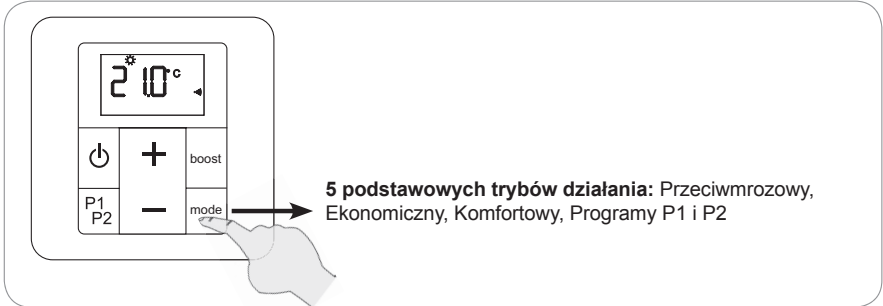 21.0°c
boost
P1
P2
mode
5 podstawowych trybów działania: Przeciwmrozowy,
Ekonomiczny, Komfortowy, Programy P1 i P2